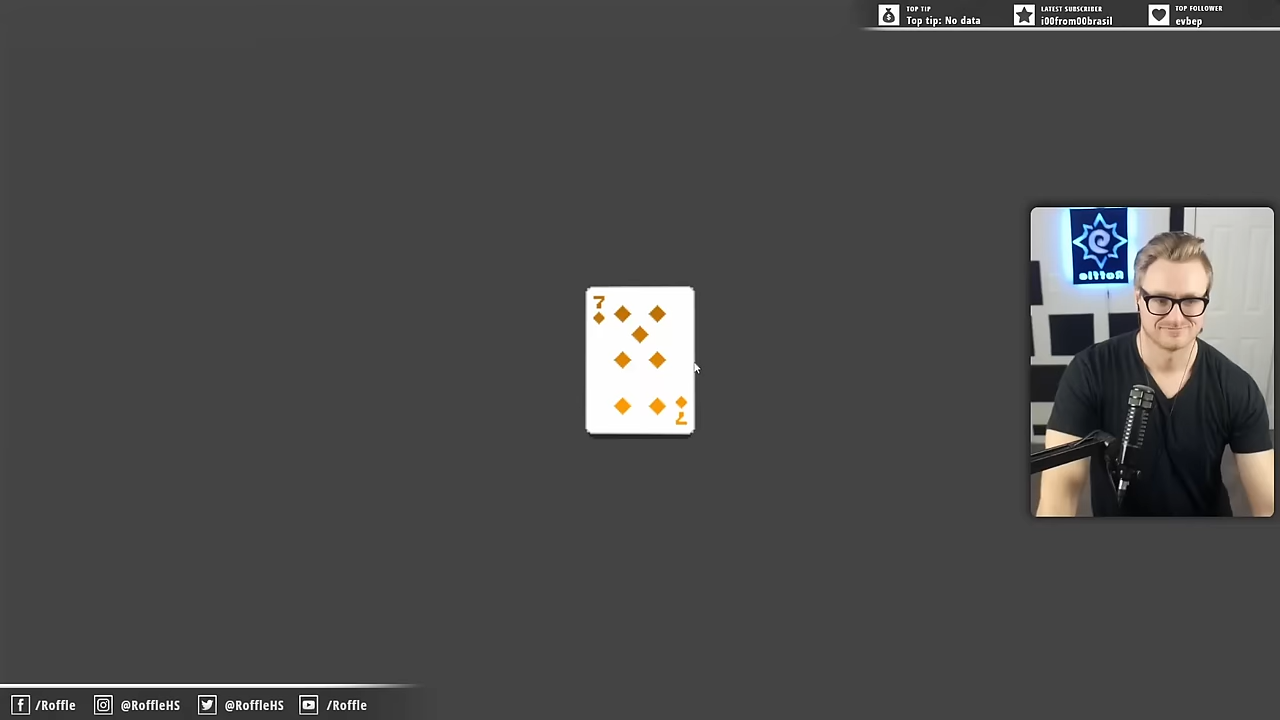 TOP TIP
Top tip: No data
LATEST SUBSCRIBER
i00from00brasil
TOP FOLLOWER
evbep
7
7
Roffle
/Roffle
@RoffleHS
@RoffleHS
/Roffle